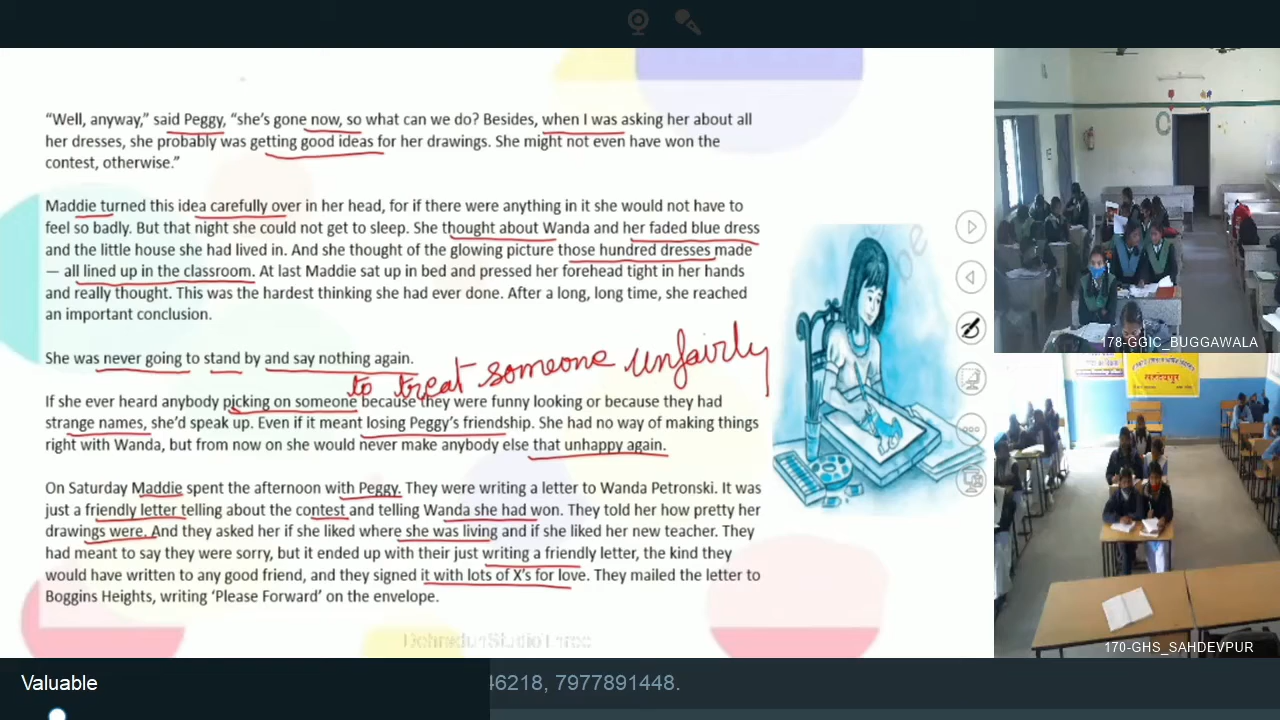 “Well, anyway,” said Peggy, “she’s gone now, so what can we do? Besides, when I was asking her about all
her dresses, she probably was getting good ideas for her drawings. She might not even have won the
contest, otherwise.”
Maddie turned this idea carefully over in her head, for if there were anything in it she would not have to
feel so badly. But that night she could not get to sleep. She thought about Wanda and her faded blue dress
and the little house she had lived in. And she thought of the glowing picture those hundred dresses made
— all lined up in the classroom. At last Maddie sat up in bed and pressed her forehead tight in her hands
and really thought. This was the hardest thinking she had ever done. After a long, long time, she reached
an important conclusion.
She was never going to stand by and say nothing again.
to treat someone unfairly
If she ever heard anybody picking on someone because they were funny looking or because they had
strange names, she’d speak up. Even if it meant losing Peggy’s friendship. She had no way of making things
right with Wanda, but from now on she would never make anybody else that unhappy again.
On Saturday Maddie spent the afternoon with Peggy. They were writing a letter to Wanda Petronski. It was
just a friendly letter telling about the contest and telling Wanda she had won. They told her how pretty her
drawings were. And they asked her if she liked where she was living and if she liked her new teacher. They
had meant to say they were sorry, but it ended up with their just writing a friendly letter, the kind they
would have written to any good friend, and they signed it with lots of X’s for love. They mailed the letter to
Boggins Heights, writing ‘Please Forward’ on the envelope.
178-GGIC_BUGGAWALA
170-GHS_SAHDEVPUR
Valuable
46218, 7977891448.